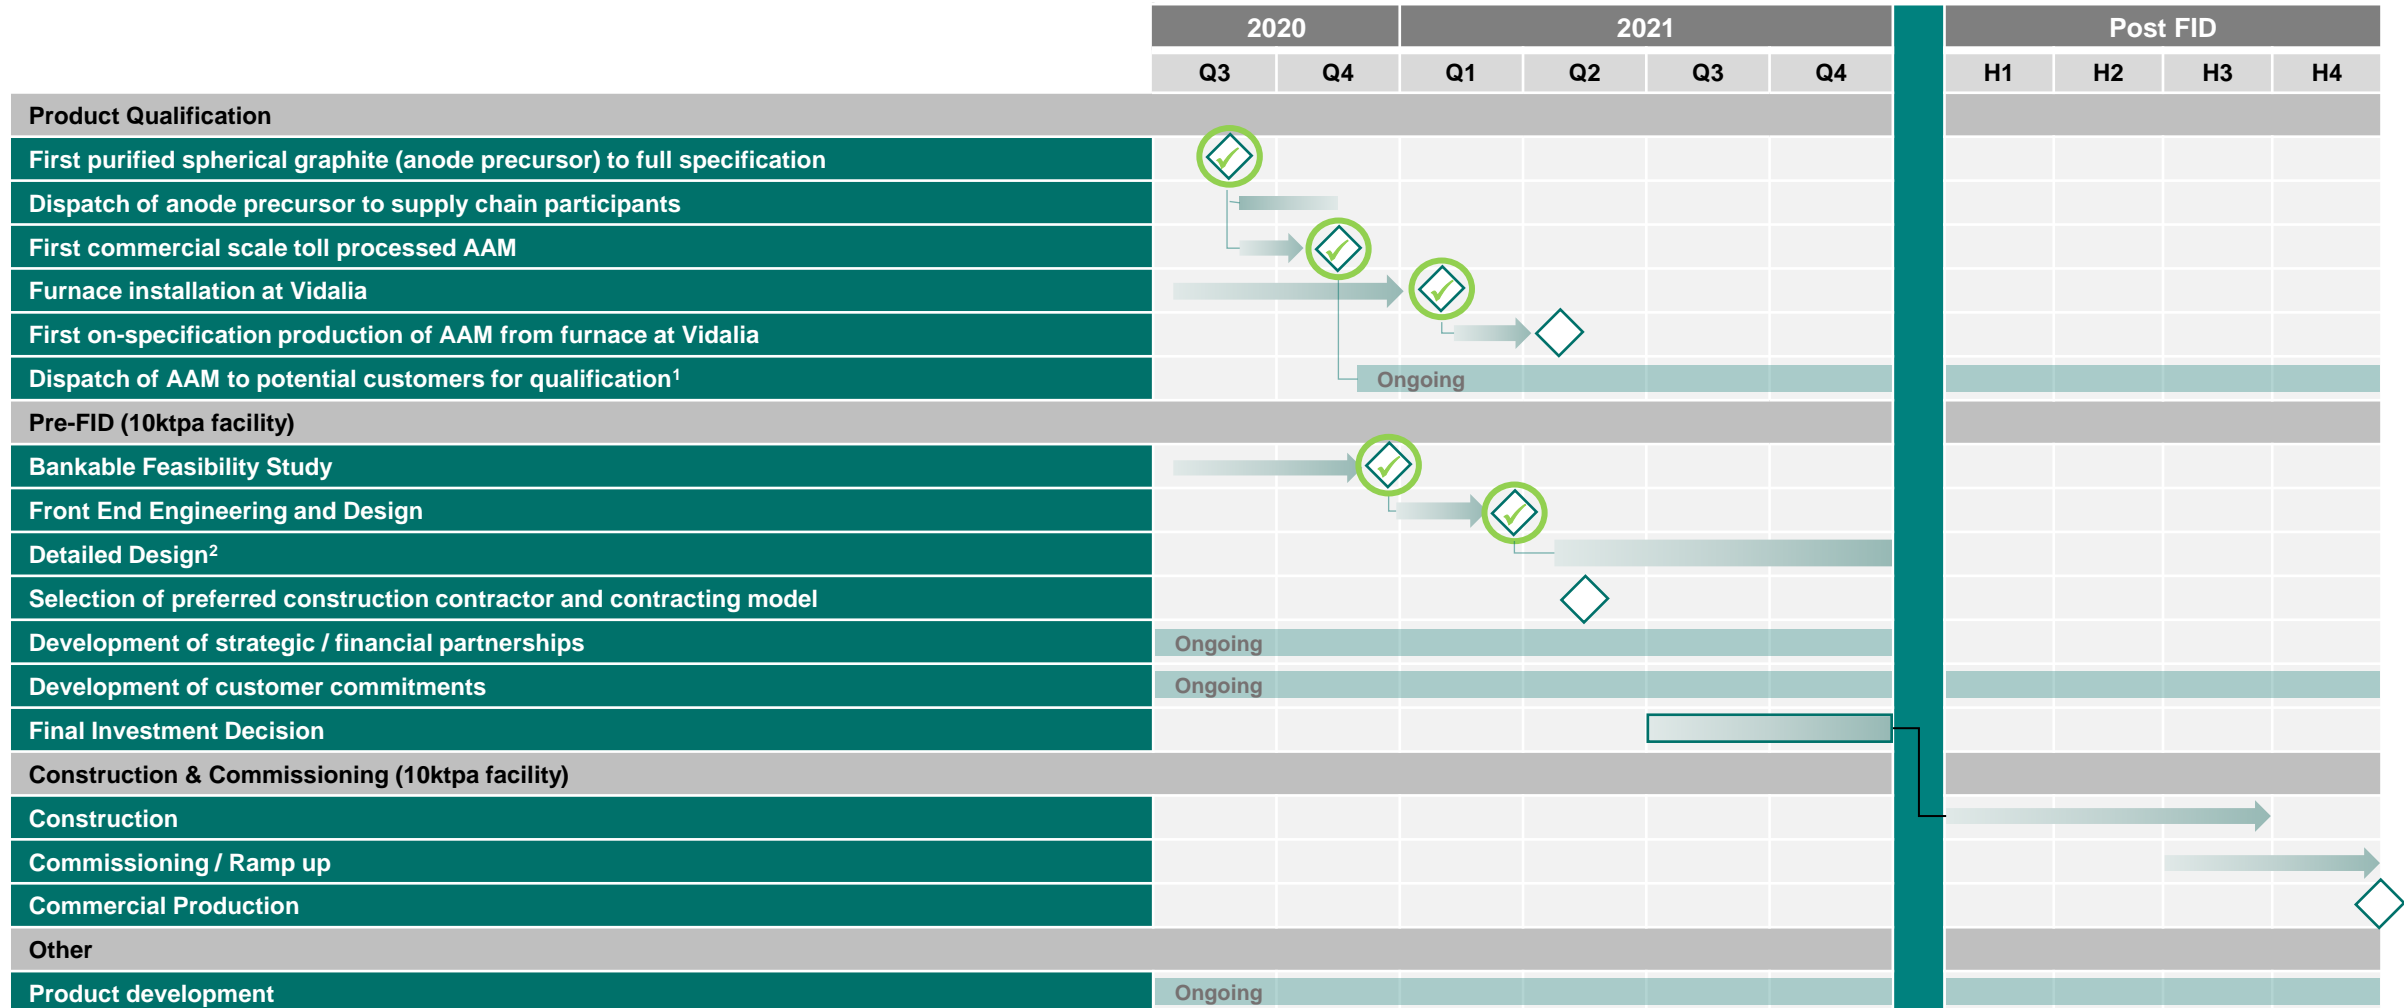 2020 2021 Post FID
Q3 Q4 Q1 Q2 Q3 Q4 H1 H2 H3 H4
Product Qualification
First purified spherical graphite (anode precursor) to full specification
Dispatch of anode precursor to supply chain participants
First commercial scale toll processed AAM
Furnace installation at Vidalia
First on-specification production of AAM from furnace at Vidalia
Dispatch of AAM to potential customers for qualification¹ Ongoing
Pre-FID (10ktpa facility)
Bankable Feasibility Study
Front End Engineering and Design
Detailed Design²
Selection of preferred construction contractor and contracting model
Development of strategic / financial partnerships Ongoing
Development of customer commitments Ongoing
Final Investment Decision
Construction & Commissioning (10ktpa facility)
Construction
Commissioning / Ramp up
Commercial Production
Other
Product development Ongoing